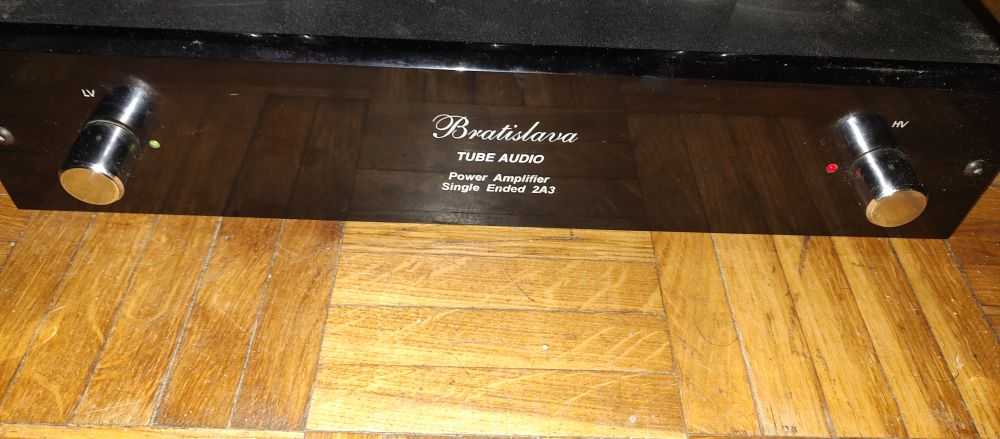 LV
Bratislava
HV
TUBE AUDIO
Power Amplifier
Single Ended 2A3